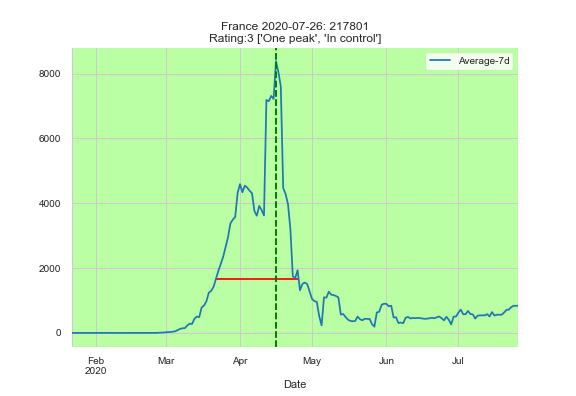 France 2020-07-26: 217801
Rating:3 ['One peak', 'In control']
Average-7d
8000
6000
4000
2000
0
Feb
2020
Mar
Apr
May
Jun
Jul
Date